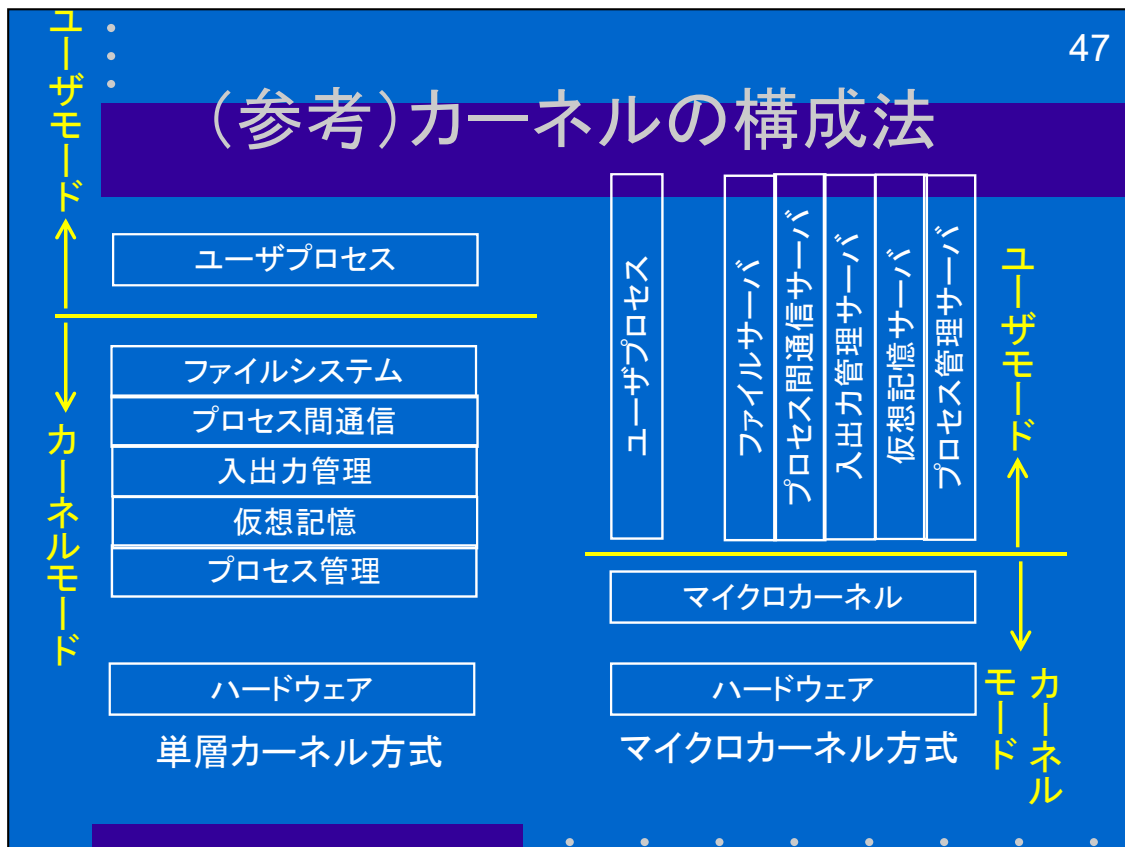 47
(参考)カーネルの構成法
ユーザモード
カーネルモード
ユーザプロセス
ファイルシステム
プロセス間通信
入出力管理
仮想記憶
プロセス管理
ハードウェア
単層カーネル方式
ユーザプロセス
ファイルサーバ
プロセス間通信サーバ
入出力管理サーバ
仮想記憶サーバ
プロセス管理サーバ
マイクロカーネル
ハードウェア
マイクロカーネル方式
ユーザモード
カーネル
モード